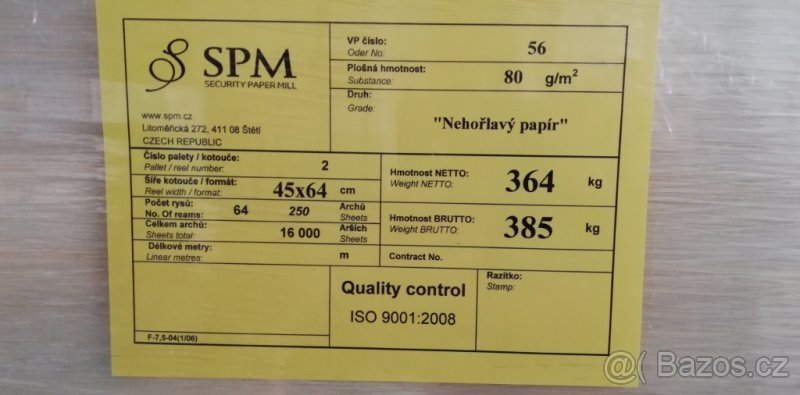 SPM
SECURITY PAPER MILL
www.spm.cz
Litoměřická 272, 411 08 Štětí
CZECH REPUBLIC
VP číslo: 56
Oder No:
Plošná hmotnost: 80 g/m²
Substance:
Druh:
Grade:
"Nehořlavý papír"
Číslo palety / kotouče: 2
Pallet / reel number:
Šíře kotouče / formát: 45x64 cm
Reel width / format:
Počet rysů: 64 250 Archů
No. Of reams: Sheets
Celkem archů: 16 000 Arších
Sheets total: Sheets
Délkové metry:
Linear metres: m
Hmotnost NETTO: 364 kg
Weight NETTO:
Hmotnost BRUTTO: 385 kg
Weight BRUTTO:
Contract No.
Quality control
ISO 9001:2008
Razítko:
Stamp:
F-7,5-04(1/06)
@( Bazos.cz